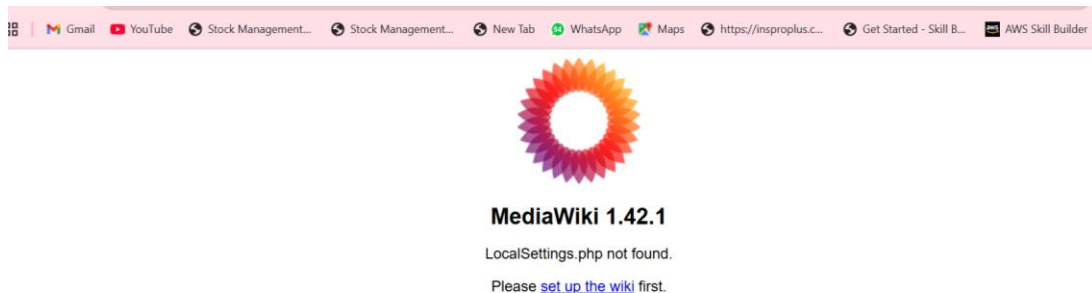 Gmail YouTube Stock Management... Stock Management... New Tab WhatsApp Maps https://insproplus.c... Get Started - Skill B... AWS Skill Builder
MediaWiki 1.42.1
LocalSettings.php not found.
Please set up the wiki first.